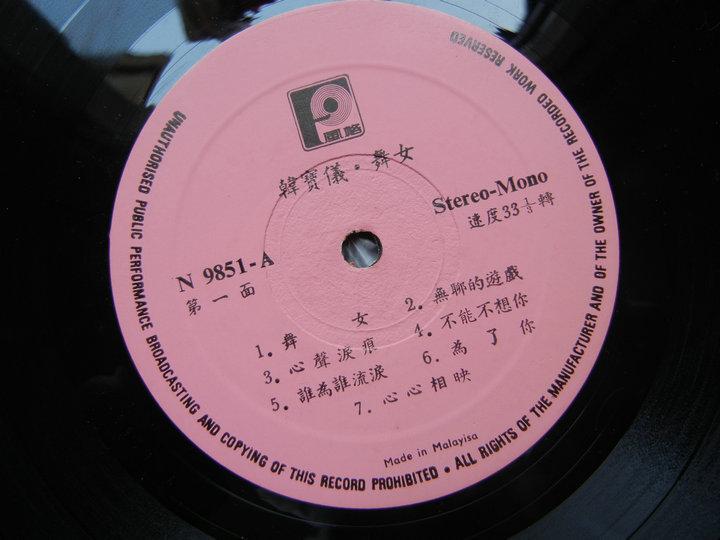 風格
韓寶儀·舞女
Stereo-Mono
速度33 1/3 轉
N 9851-A
第一面
1. 舞女
2. 無聊的遊戲
3. 心聲淚痕
4. 不能不想你
5. 誰為誰流淚
6. 為了你
7. 心心相映
Made in Malayisa
UNAUTHORISED PUBLIC PERFORMANCE BROADCASTING AND COPYING OF THIS RECORD PROHIBITED • ALL RIGHTS OF THE MANUFACTURER AND OF THE OWNER OF THE RECORDED WORK RESERVED